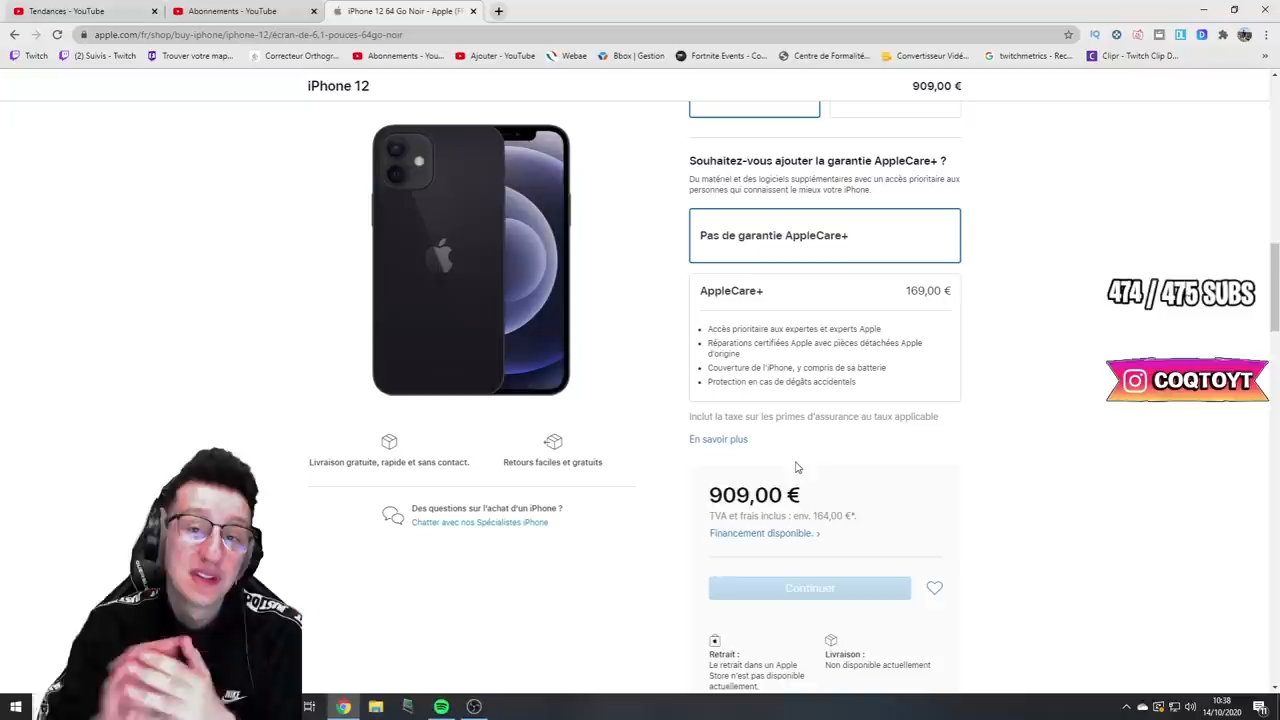 Tendances - YouTube
Abonnements - YouTube
iPhone 12 64 Go Noir - Apple (FR
apple.com/fr/shop/buy-iphone/iphone-12/écran-de-6,1-pouces-64go-noir
Twitch
(2) Suivis - Twitch
Trouver votre map...
Correcteur Orthogr...
Abonnements - Yo...
Ajouter - YouTube
Webae
Bbox | Gestion
Fortnite Events - Co...
Centre de Formalité...
Convertisseur Vidé...
twitchmetrics - Rec...
Clipr - Twitch Clip D...
iPhone 12
909,00 €
Souhaitez-vous ajouter la garantie AppleCare+ ?
Du matériel et des logiciels supplémentaires avec un accès prioritaire aux
personnes qui connaissent le mieux votre iPhone.
Pas de garantie AppleCare+
AppleCare+
169,00 €
Accès prioritaire aux expertes et experts Apple
Réparations certifiées Apple avec pièces détachées Apple
d'origine
Couverture de l'iPhone, y compris de sa batterie
Protection en cas de dégâts accidentels
Inclut la taxe sur les primes d'assurance au taux applicable
En savoir plus
Livraison gratuite, rapide et sans contact.
Retours faciles et gratuits
Des questions sur l'achat d'un iPhone ?
Chatter avec nos Spécialistes iPhone
909,00 €
TVA et frais inclus : env. 164,00 €*.
Financement disponible. ›
Continuer
Retrait :
Le retrait dans un Apple
Store n'est pas disponible
actuellement.
Livraison :
Non disponible actuellement
474 / 475 SUBS
COQTOYT
NIKE
10:38
14/10/2020